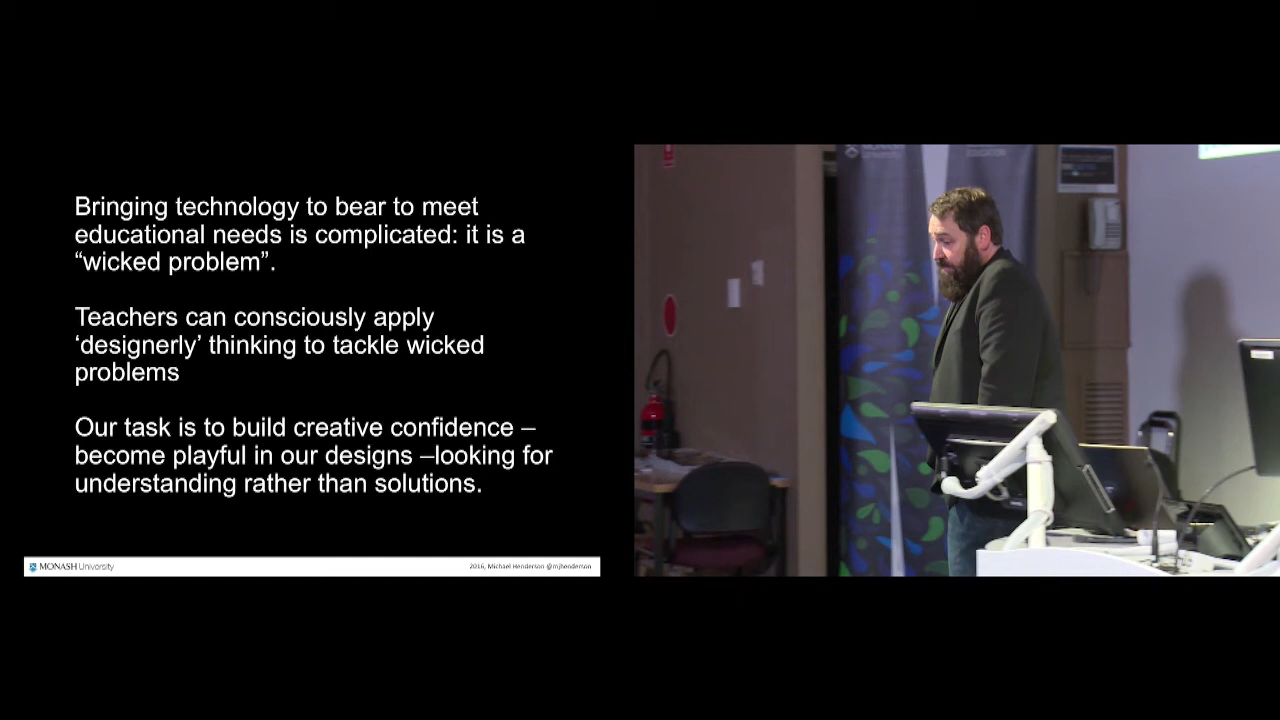 Bringing technology to bear to meet
educational needs is complicated: it is a
“wicked problem”.
Teachers can consciously apply
‘designerly’ thinking to tackle wicked
problems
Our task is to build creative confidence –
become playful in our designs –looking for
understanding rather than solutions.
MONASH University
2016, Michael Henderson @mjhenderson
EDUCATION